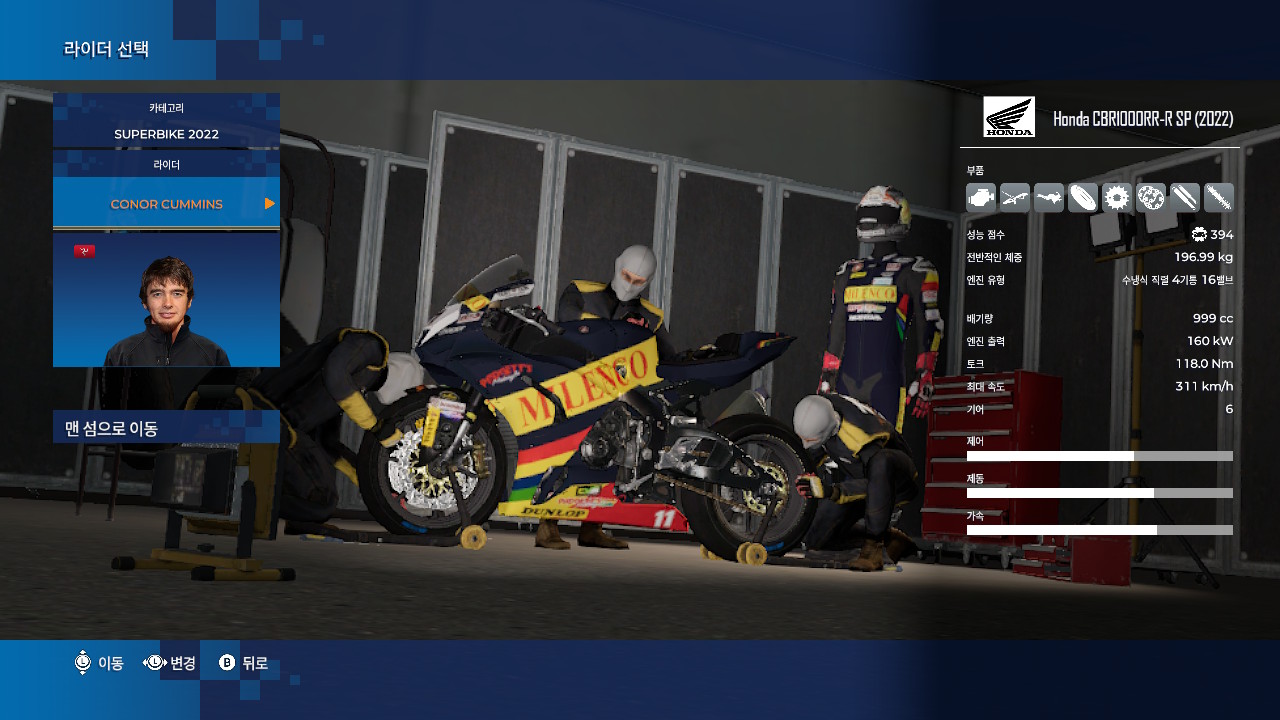 라이더 선택
카테고리
SUPERBIKE 2022
라이더
CONOR CUMMINS
맨 섬으로 이동
HONDA
Honda CBR1000RR-R SP (2022)
부품
성능 점수 394
전반적인 체중 196.99 kg
엔진 유형 수냉식 직렬 4기통 16밸브
배기량 999 cc
엔진 출력 160 kW
토크 118.0 Nm
최대 속도 311 km/h
기어 6
제어
제동
가속
PADGETT'S
MILENCO
MILENCO
DUNLOP
11
L 이동
L 변경
B 뒤로